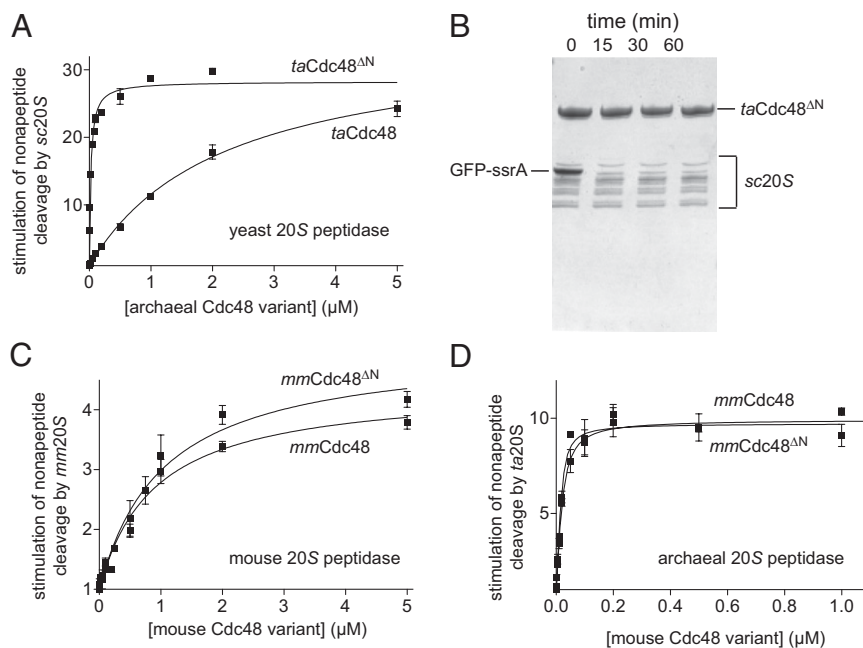 A
stimulation of nonapeptide
cleavage by sc20S
30
20
10
0
1
2
3
4
5
taCdc48ΔN
taCdc48
yeast 20S peptidase
[archaeal Cdc48 variant] (µM)
B
time (min)
0 15 30 60
taCdc48ΔN
GFP-ssrA
sc20S
C
stimulation of nonapeptide
cleavage by mm20S
4
3
2
1
0
1
2
3
4
5
mmCdc48ΔN
mmCdc48
mouse 20S peptidase
[mouse Cdc48 variant] (µM)
D
stimulation of nonapeptide
cleavage by ta20S
10
5
0.0
0.2
0.4
0.6
0.8
1.0
mmCdc48
mmCdc48ΔN
archaeal 20S peptidase
[mouse Cdc48 variant] (µM)